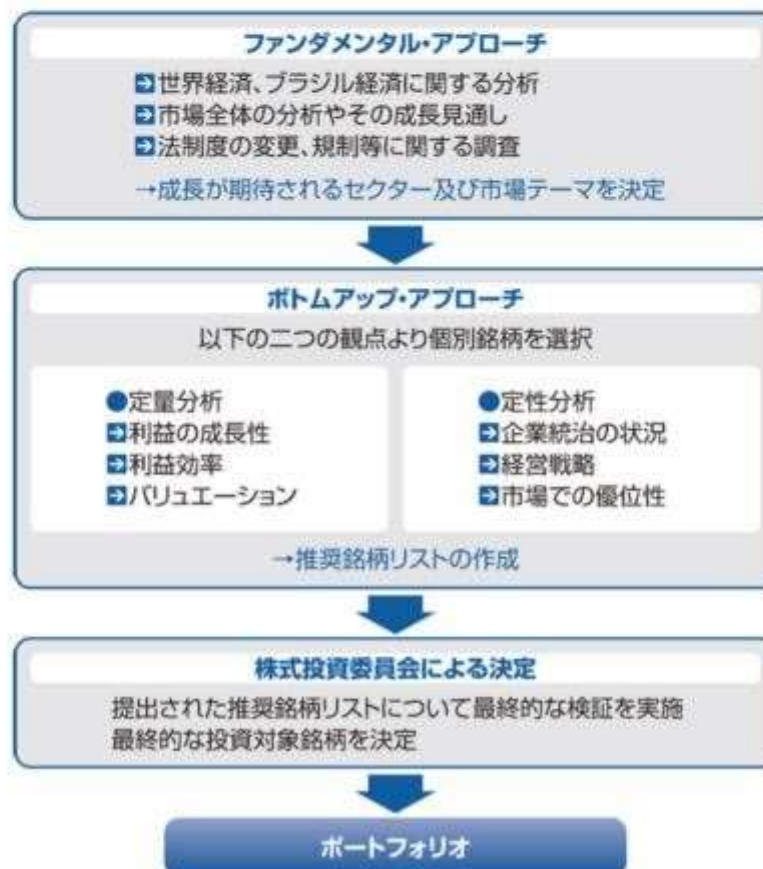 ファンダメンタル・アプローチ
➡世界経済、ブラジル経済に関する分析
➡市場全体の分析やその成長見通し
➡法制度の変更、規制等に関する調査
→成長が期待されるセクター及び市場テーマを決定
ボトムアップ・アプローチ
以下の二つの観点より個別銘柄を選択
●定量分析
➡利益の成長性
➡利益効率
➡バリュエーション
●定性分析
➡企業統治の状況
➡経営戦略
➡市場での優位性
→推奨銘柄リストの作成
株式投資委員会による決定
提出された推奨銘柄リストについて最終的な検証を実施
最終的な投資対象銘柄を決定
ポートフォリオ